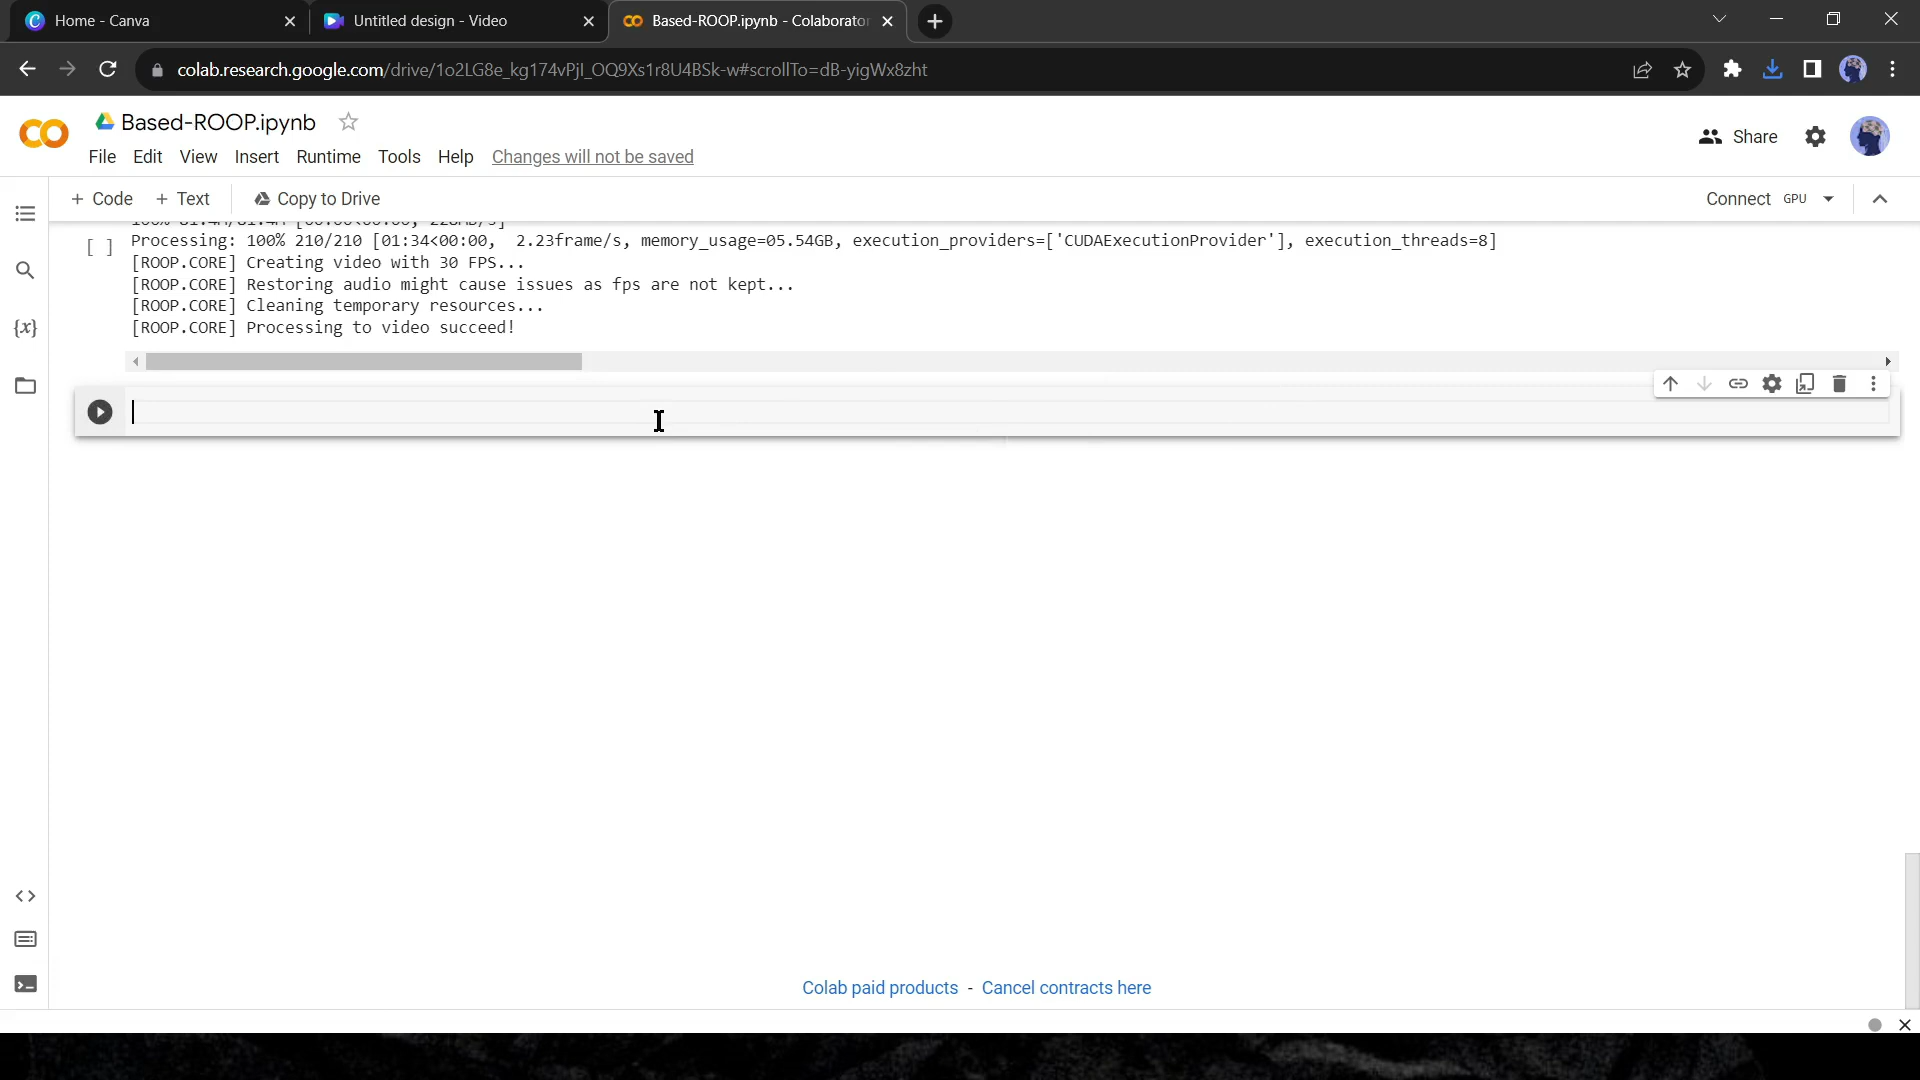 Home - Canva
Untitled design - Video
Based-ROOP.ipynb - Colaborator
colab.research.google.com/drive/1o2LG8e_kg174vPjI_OQ9Xs1r8U4BSk-w#scrollTo=dB-yigWx8zht
Based-ROOP.ipynb
Share
File Edit View Insert Runtime Tools Help Changes will not be saved
+ Code + Text Copy to Drive
Connect GPU
[ ] Processing: 100% 210/210 [01:34<00:00, 2.23frame/s, memory_usage=05.54GB, execution_providers=['CUDAExecutionProvider'], execution_threads=8]
[ROOP.CORE] Creating video with 30 FPS...
[ROOP.CORE] Restoring audio might cause issues as fps are not kept...
[ROOP.CORE] Cleaning temporary resources...
[ROOP.CORE] Processing to video succeed!
{x}
Colab paid products - Cancel contracts here